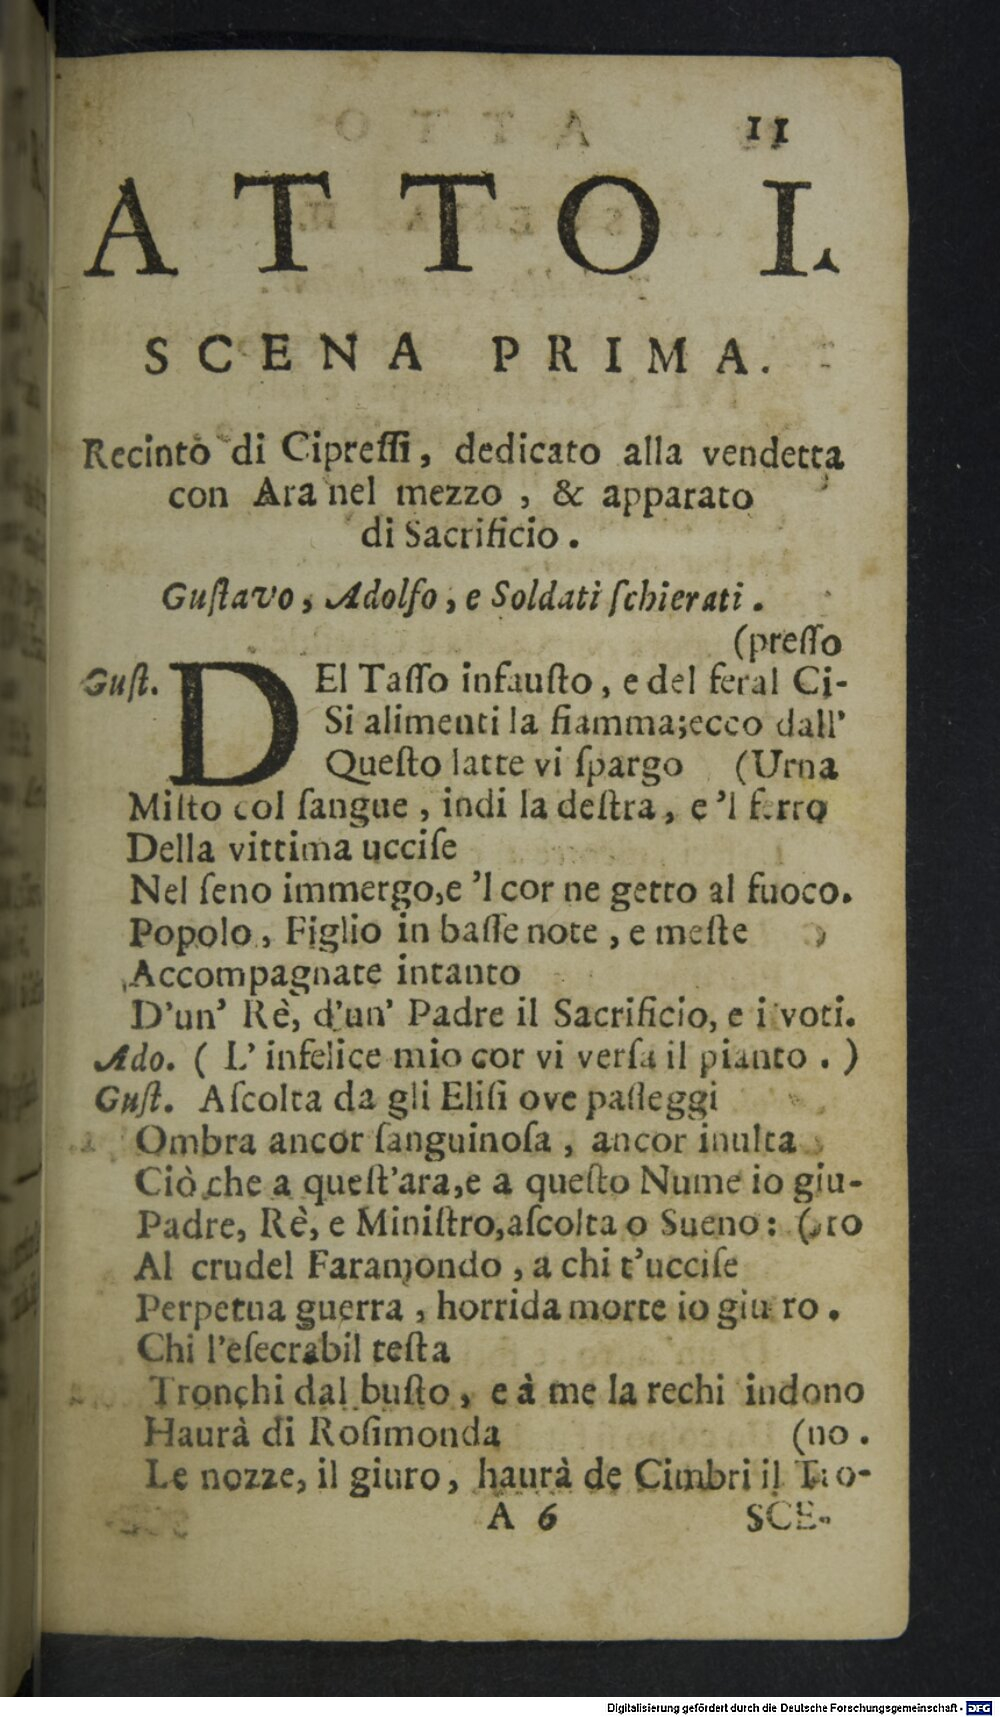 11
ATTO I.
SCENA PRIMA.
Recinto di Cipreſſi, dedicato alla vendetta
con Ara nel mezzo, & apparato
di Sacrificio.
Guſtavo, Adolfo, e Soldati ſchierati.
(preſſo
Guſt. DEl Taſſo infauſto, e del feral Ci-
Si alimenti la fiamma; ecco dall'
Queſto latte vi ſpargo (Urna
Miſto col ſangue, indi la deſtra, e 'l ferro
Della vittima ucciſe
Nel ſeno immergo, e 'l cor ne getto al fuoco.
Popolo, Figlio in baſſe note, e meſte
Accompagnate intanto
D'un' Rè, d'un' Padre il Sacrificio, e i voti.
Ado. ( L' infelice mio cor vi verſa il pianto. )
Guſt. Aſcolta da gli Eliſi ove paſſeggi
Ombra ancor ſanguinoſa, ancor inulta
Ciò che a queſt'ara, e a queſto Nume io giu-
Padre, Rè, e Miniſtro, aſcolta o Sueno: (ro
Al crudel Faramondo, a chi t'ucciſe
Perpetua guerra, horrida morte io giuro.
Chi l'eſecrabil teſta
Tronchi dal buſto, e à me la rechi indono
Haurà di Roſimonda (no.
Le nozze, il giuro, haurà de Cimbri il Tro-
A 6 SCE-
Digitalisierung gefördert durch die Deutsche Forschungsgemeinschaft - DFG